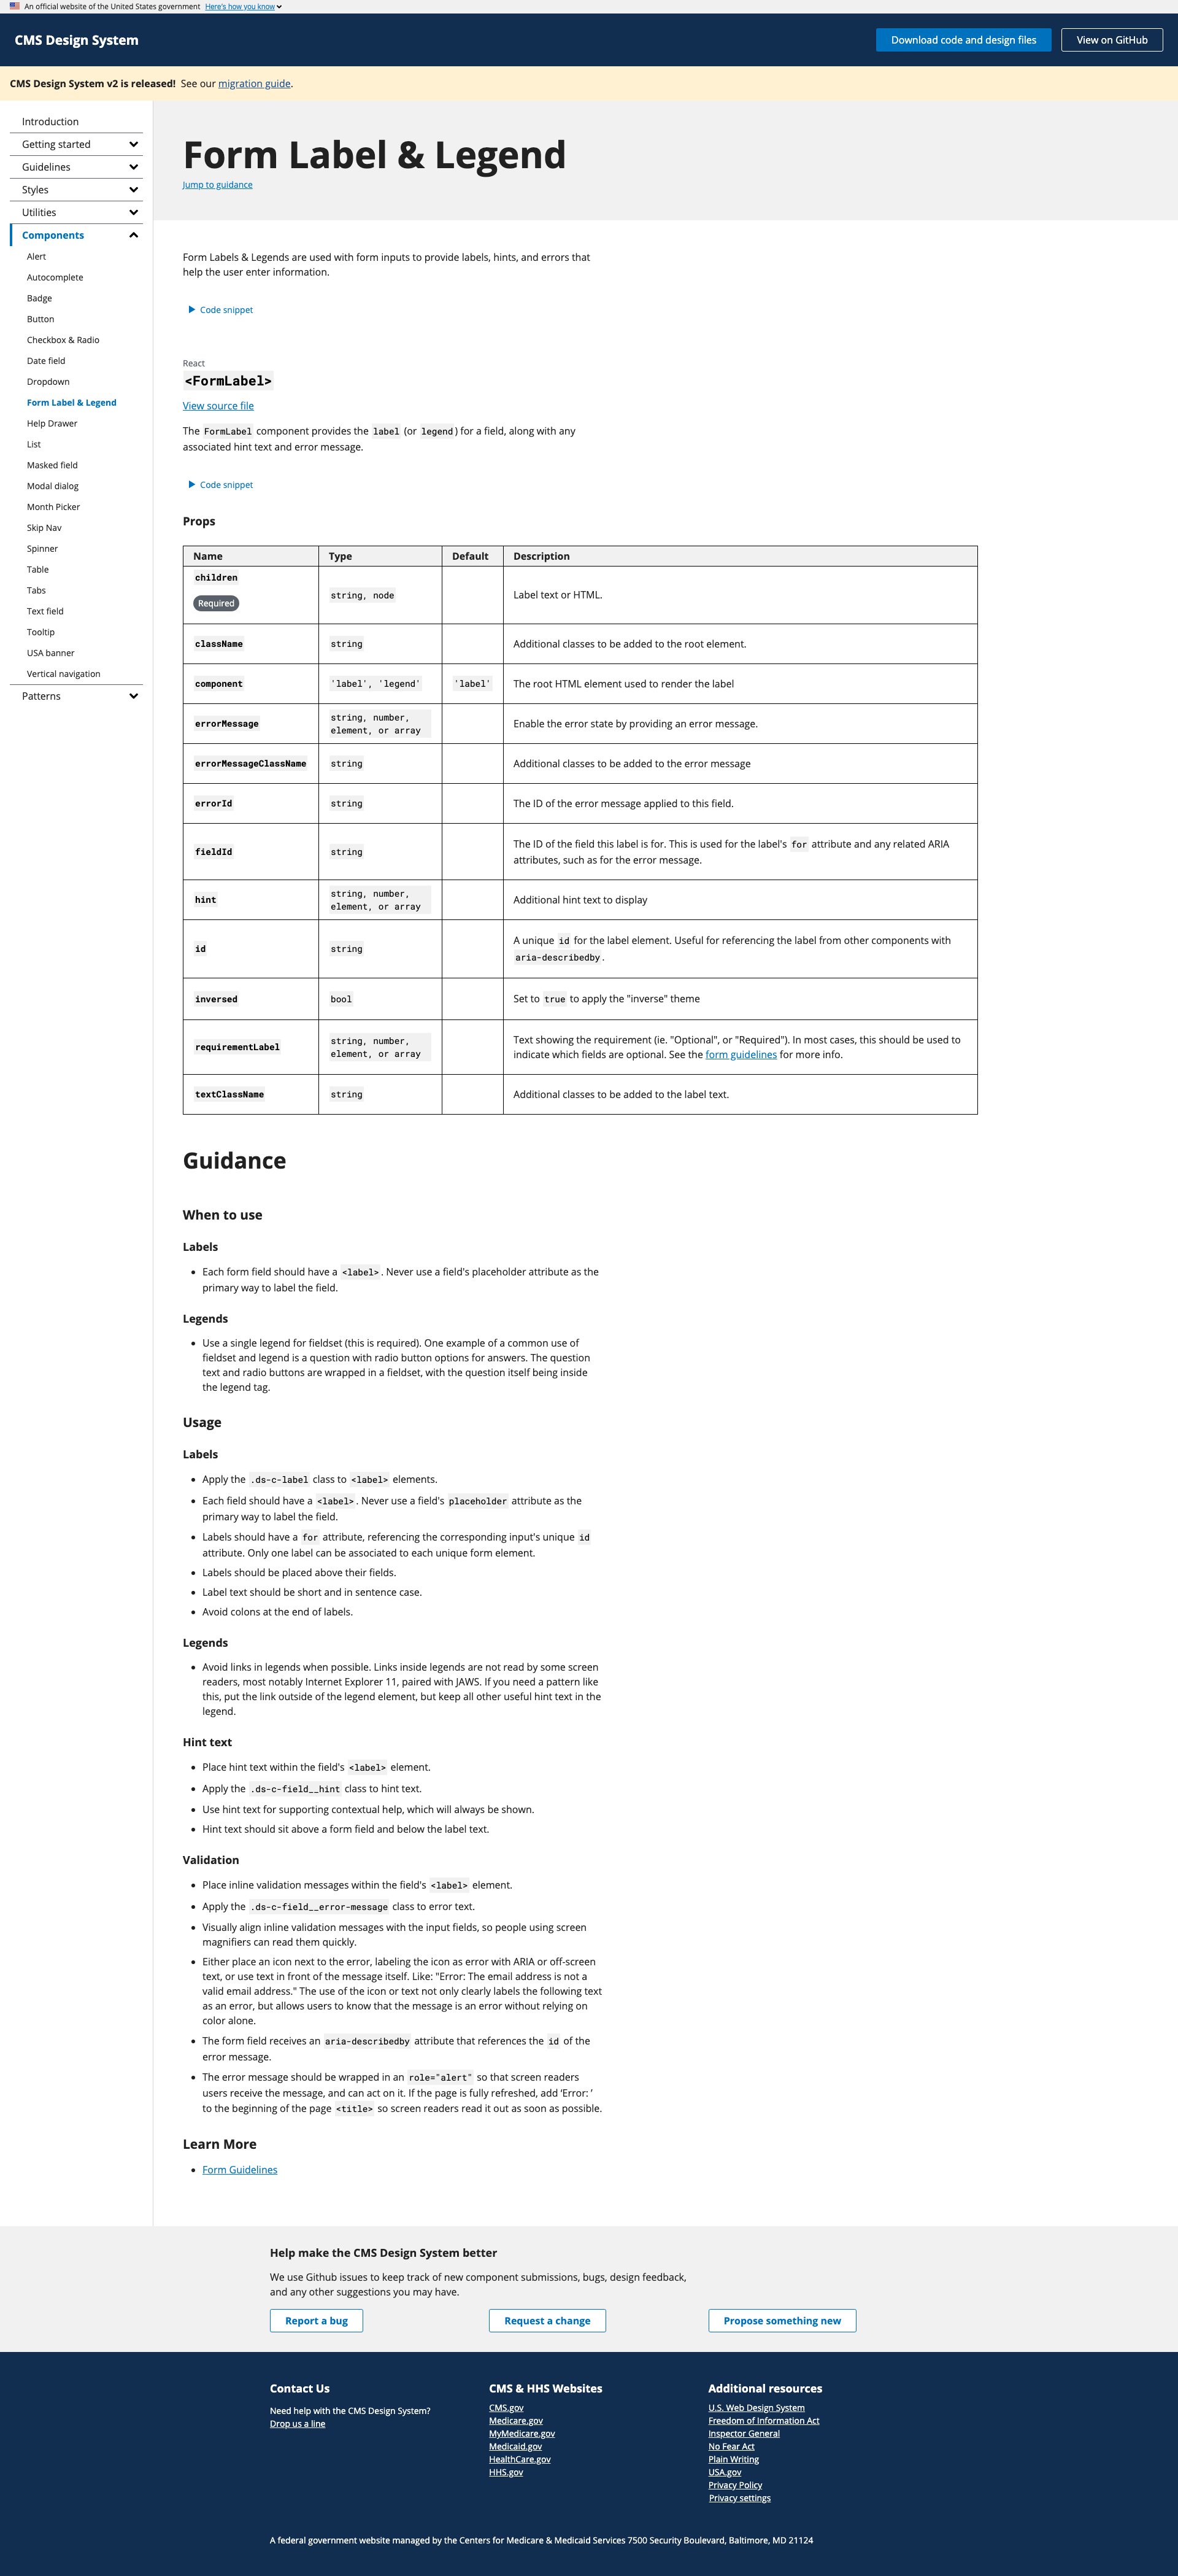 An official website of the United States government Here's how you know
CMS Design System
Download code and design files
View on GitHub
CMS Design System v2 is released! See our migration guide.
Introduction
Getting started
Guidelines
Styles
Utilities
Components
Alert
Autocomplete
Badge
Button
Checkbox & Radio
Date field
Dropdown
Form Label & Legend
Help Drawer
List
Masked field
Modal dialog
Month Picker
Skip Nav
Spinner
Table
Tabs
Text field
Tooltip
USA banner
Vertical navigation
Patterns
Form Label & Legend
Jump to guidance
Form Labels & Legends are used with form inputs to provide labels, hints, and errors that
help the user enter information.
Code snippet
React
<FormLabel>
View source file
The FormLabel component provides the label (or legend) for a field, along with any
associated hint text and error message.
Code snippet
Props
Name Type Default Description
children
Required
string, node
Label text or HTML.
className string Additional classes to be added to the root element.
component 'label', 'legend' 'label' The root HTML element used to render the label
errorMessage
string, number,
element, or array
Enable the error state by providing an error message.
errorMessageClassName string Additional classes to be added to the error message
errorId string The ID of the error message applied to this field.
fieldId string
The ID of the field this label is for. This is used for the label's for attribute and any related ARIA
attributes, such as for the error message.
hint
string, number,
element, or array
Additional hint text to display
id string
A unique id for the label element. Useful for referencing the label from other components with
aria-describedby.
inversed bool Set to true to apply the "inverse" theme
requirementLabel
string, number,
element, or array
Text showing the requirement (ie. "Optional", or "Required"). In most cases, this should be used to
indicate which fields are optional. See the form guidelines for more info.
textClassName string Additional classes to be added to the label text.
Guidance
When to use
Labels
Each form field should have a <label>. Never use a field's placeholder attribute as the
primary way to label the field.
Legends
Use a single legend for fieldset (this is required). One example of a common use of
fieldset and legend is a question with radio button options for answers. The question
text and radio buttons are wrapped in a fieldset, with the question itself being inside
the legend tag.
Usage
Labels
Apply the .ds-c-label class to <label> elements.
Each field should have a <label>. Never use a field's placeholder attribute as the
primary way to label the field.
Labels should have a for attribute, referencing the corresponding input's unique id
attribute. Only one label can be associated to each unique form element.
Labels should be placed above their fields.
Label text should be short and in sentence case.
Avoid colons at the end of labels.
Legends
Avoid links in legends when possible. Links inside legends are not read by some screen
readers, most notably Internet Explorer 11, paired with JAWS. If you need a pattern like
this, put the link outside of the legend element, but keep all other useful hint text in the
legend.
Hint text
Place hint text within the field's <label> element.
Apply the .ds-c-field__hint class to hint text.
Use hint text for supporting contextual help, which will always be shown.
Hint text should sit above a form field and below the label text.
Validation
Place inline validation messages within the field's <label> element.
Apply the .ds-c-field__error-message class to error text.
Visually align inline validation messages with the input fields, so people using screen
magnifiers can read them quickly.
Either place an icon next to the error, labeling the icon as error with ARIA or off-screen
text, or use text in front of the message itself. Like: "Error: The email address is not a
valid email address." The use of the icon or text not only clearly labels the following text
as an error, but allows users to know that the message is an error without relying on
color alone.
The form field receives an aria-describedby attribute that references the id of the
error message.
The error message should be wrapped in an role="alert" so that screen readers
users receive the message, and can act on it. If the page is fully refreshed, add ‘Error: ’
to the beginning of the page <title> so screen readers read it out as soon as possible.
Learn More
Form Guidelines
Help make the CMS Design System better
We use Github issues to keep track of new component submissions, bugs, design feedback,
and any other suggestions you may have.
Report a bug
Request a change
Propose something new
Contact Us
Need help with the CMS Design System?
Drop us a line
CMS & HHS Websites
CMS.gov
Medicare.gov
MyMedicare.gov
Medicaid.gov
HealthCare.gov
HHS.gov
Additional resources
U.S. Web Design System
Freedom of Information Act
Inspector General
No Fear Act
Plain Writing
USA.gov
Privacy Policy
Privacy settings
A federal government website managed by the Centers for Medicare & Medicaid Services 7500 Security Boulevard, Baltimore, MD 21124